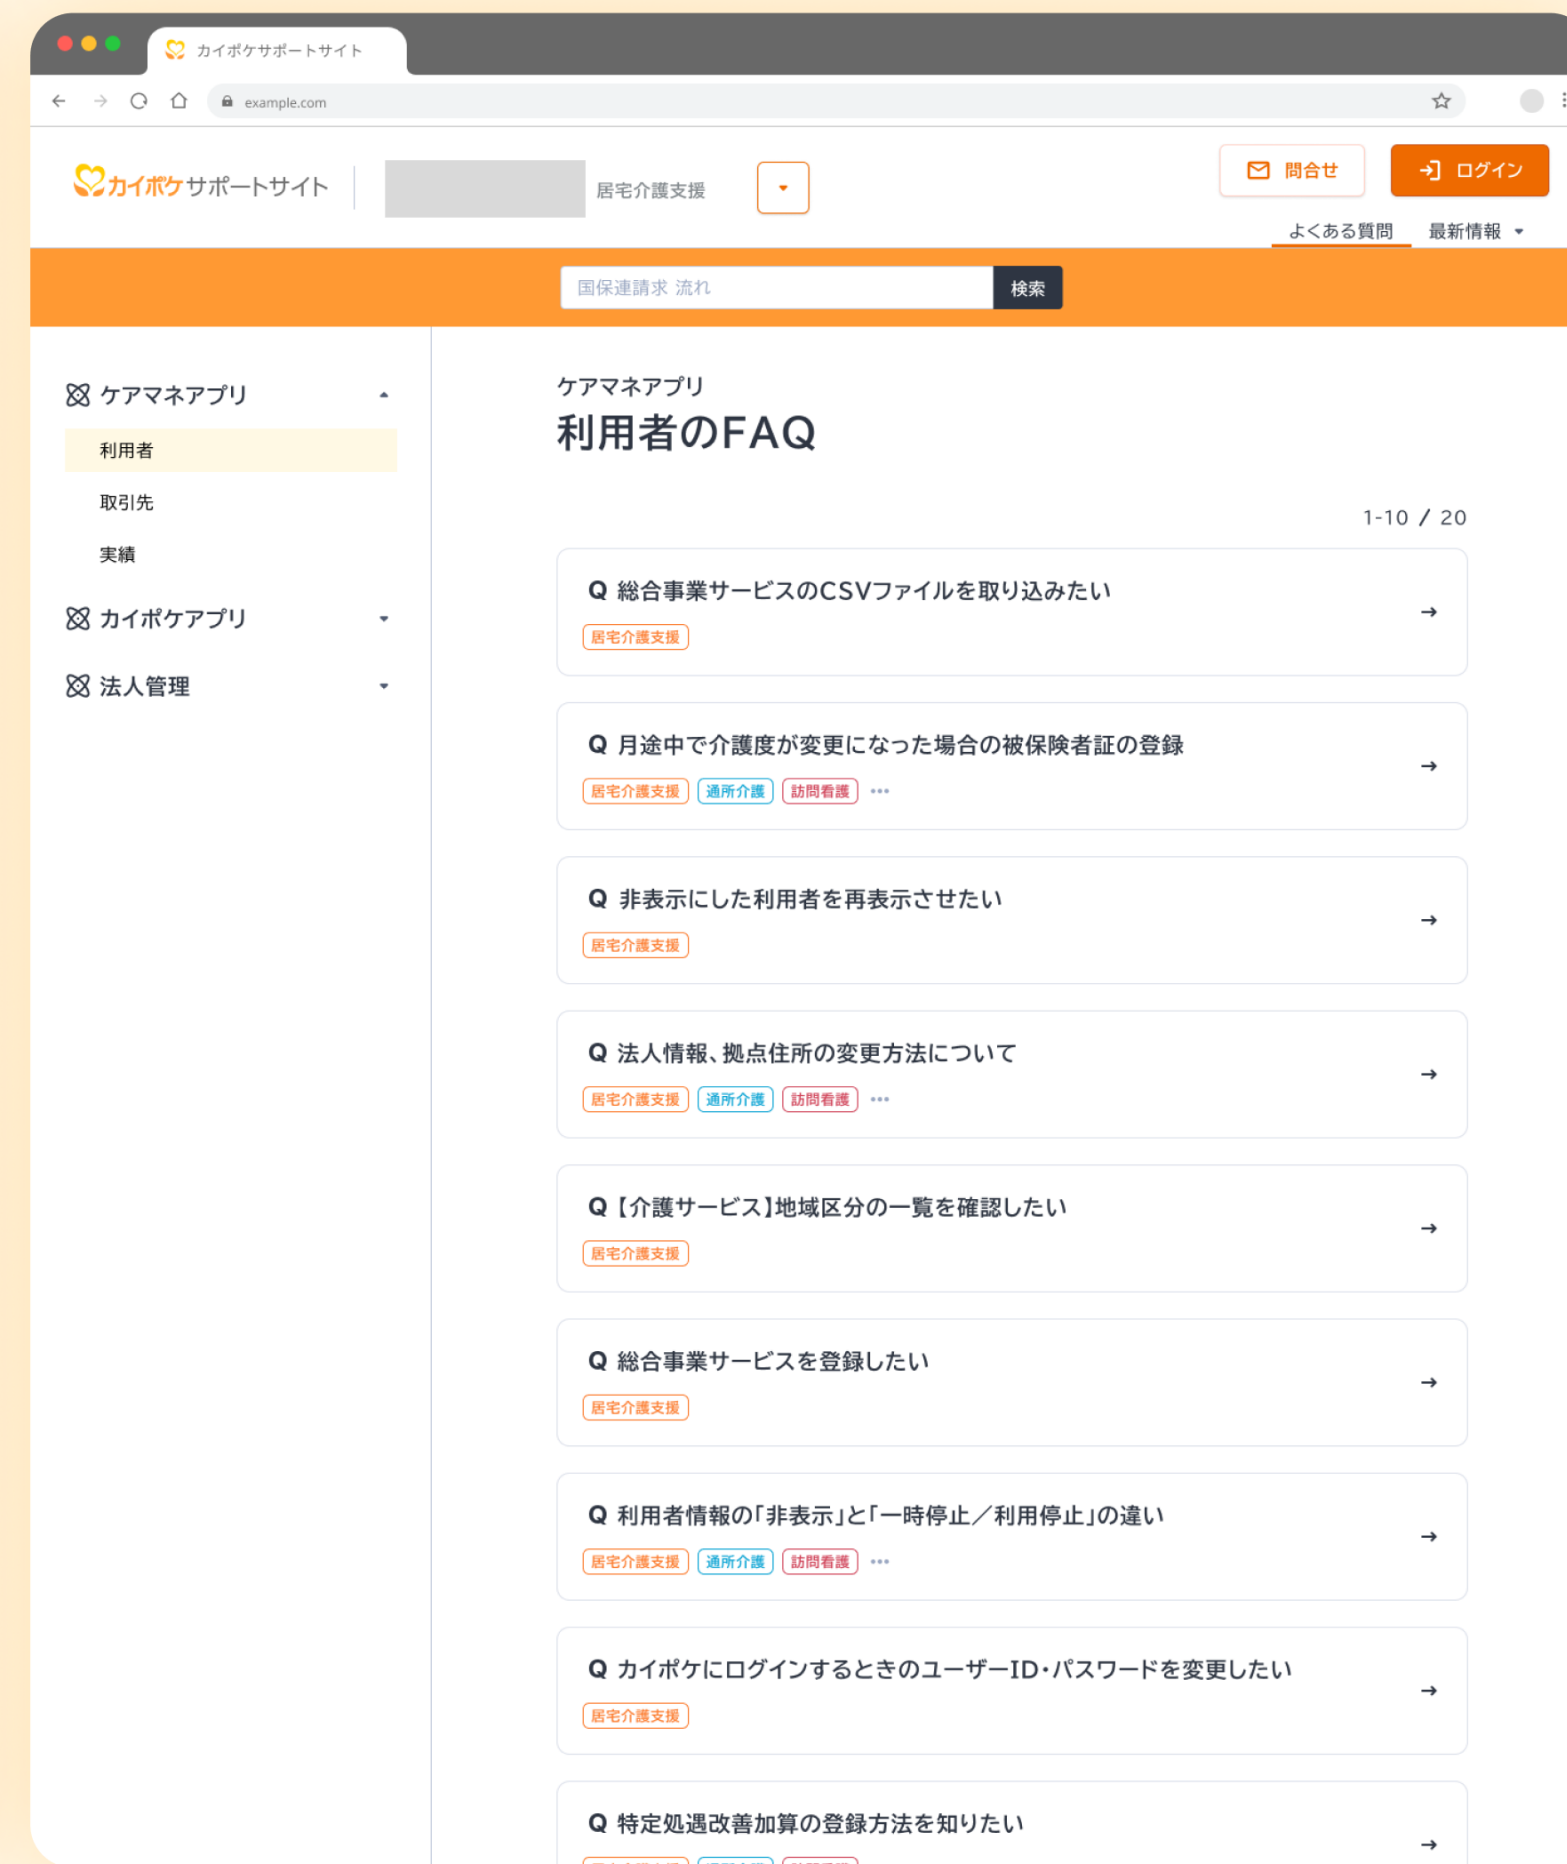 カイポケサポートサイト
example.com
カイポケサポートサイト
居宅介護支援
問合せ
ログイン
よくある質問
最新情報
国保連請求 流れ
検索
ケアマネアプリ
利用者
取引先
実績
カイポケアプリ
法人管理
ケアマネアプリ
利用者のFAQ
1-10 / 20
Q 総合事業サービスのCSVファイルを取り込みたい
居宅介護支援
Q 月途中で介護度が変更になった場合の被保険者証の登録
居宅介護支援 通所介護 訪問看護 …
Q 非表示にした利用者を再表示させたい
居宅介護支援
Q 法人情報、拠点住所の変更方法について
居宅介護支援 通所介護 訪問看護 …
Q 【介護サービス】地域区分の一覧を確認したい
居宅介護支援
Q 総合事業サービスを登録したい
居宅介護支援
Q 利用者情報の「非表示」と「一時停止／利用停止」の違い
居宅介護支援 通所介護 訪問看護 …
Q カイポケにログインするときのユーザーID・パスワードを変更したい
居宅介護支援
Q 特定処遇改善加算の登録方法を知りたい